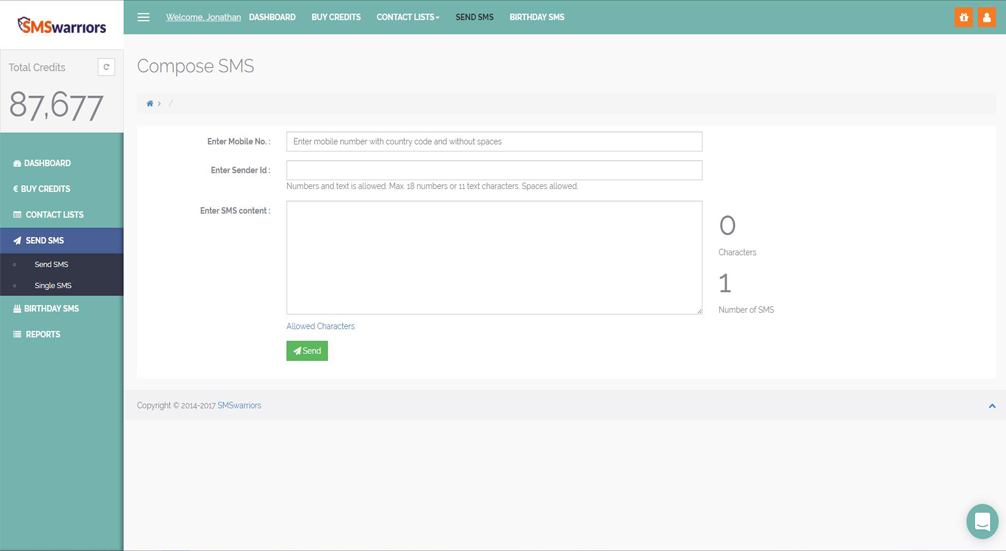 SMSwarriors
Welcome, Jonathan DASHBOARD BUY CREDITS CONTACT LISTS SEND SMS BIRTHDAY SMS
Total Credits
87,677
DASHBOARD
€ BUY CREDITS
CONTACT LISTS
SEND SMS
Send SMS
Single SMS
BIRTHDAY SMS
REPORTS
Compose SMS
> /
Enter Mobile No. : Enter mobile number with country code and without spaces
Enter Sender Id :
Numbers and text is allowed. Max. 18 numbers or 11 text characters. Spaces allowed.
Enter SMS content :
0
Characters
1
Number of SMS
Allowed Characters
Send
Copyright © 2014-2017 SMSwarriors